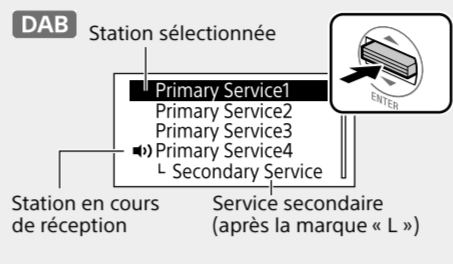 DAB
Station sélectionnée
Primary Service1
Primary Service2
Primary Service3
Primary Service4
└ Secondary Service
ENTER
Station en cours
de réception
Service secondaire
(après la marque « L »)